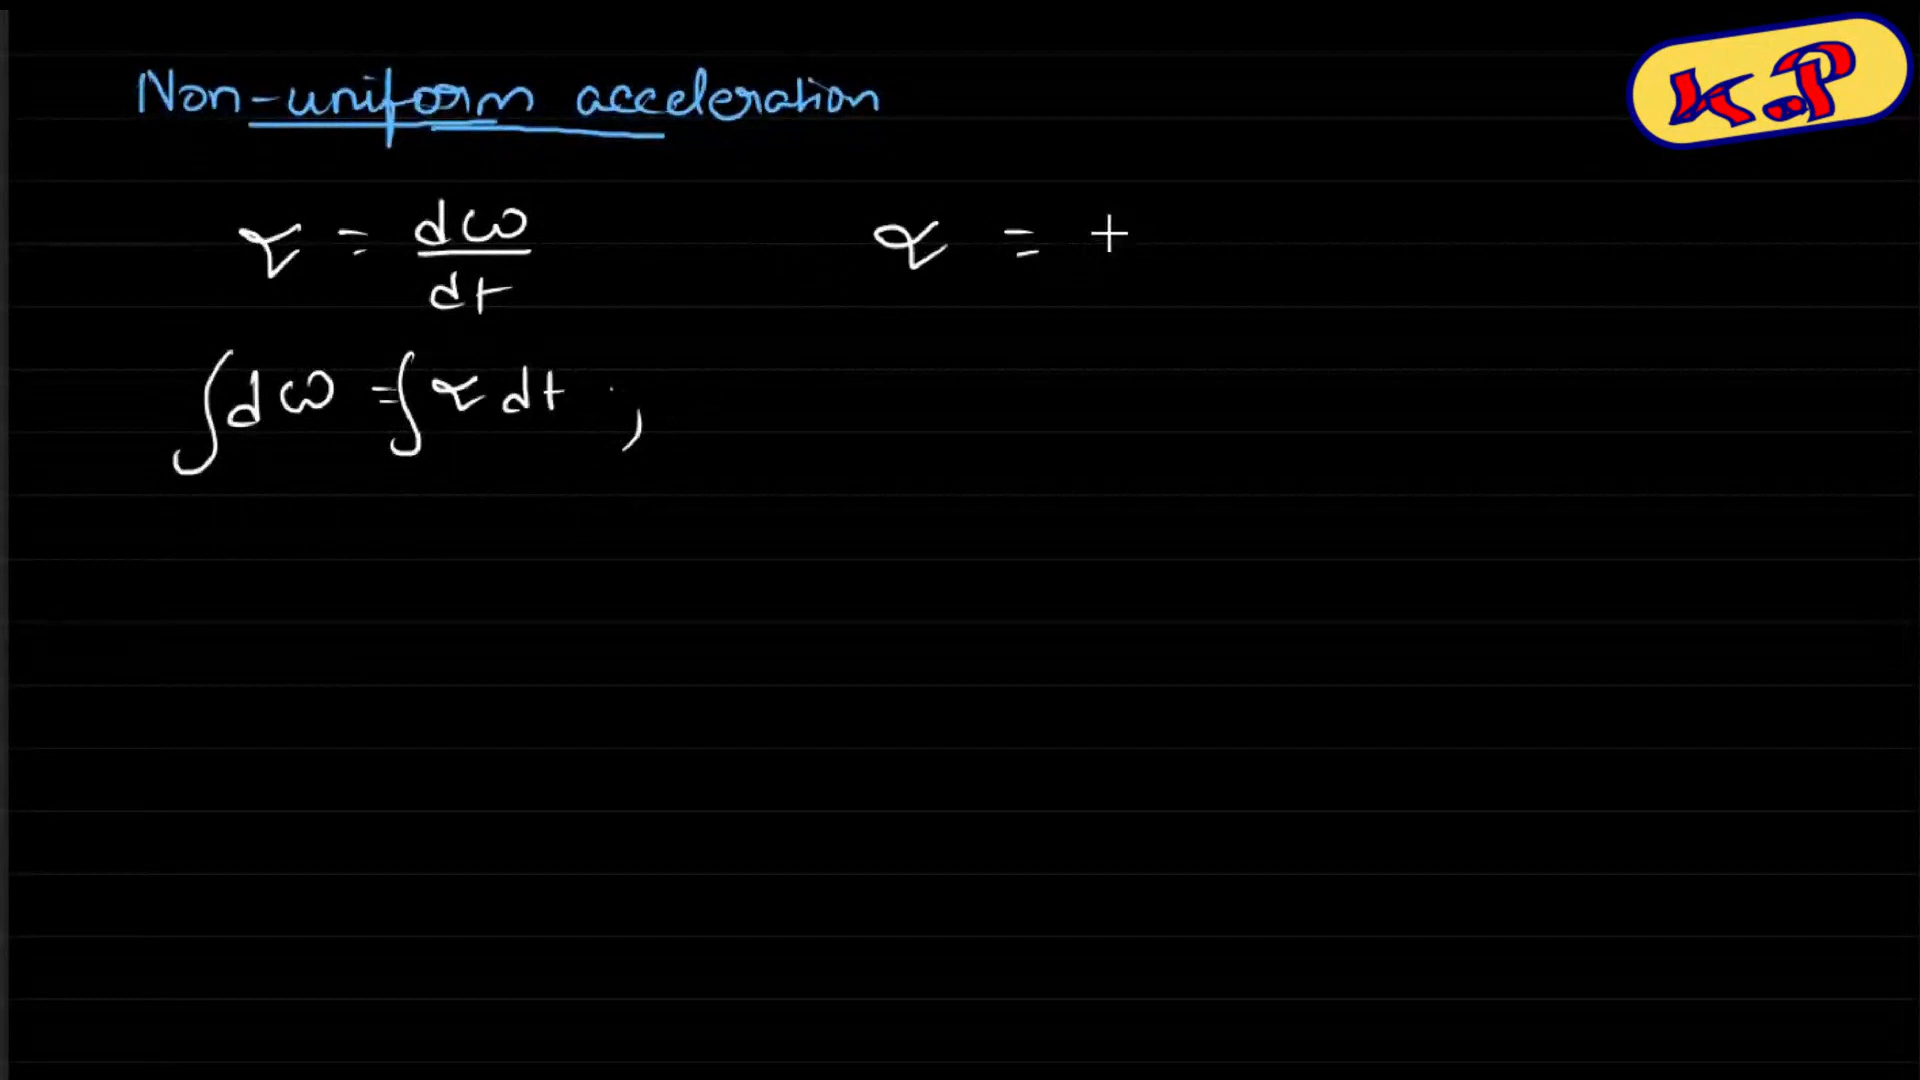 Non-uniform acceleration
K.P
α = dω/dt
α = +
∫dω = ∫α dt ;